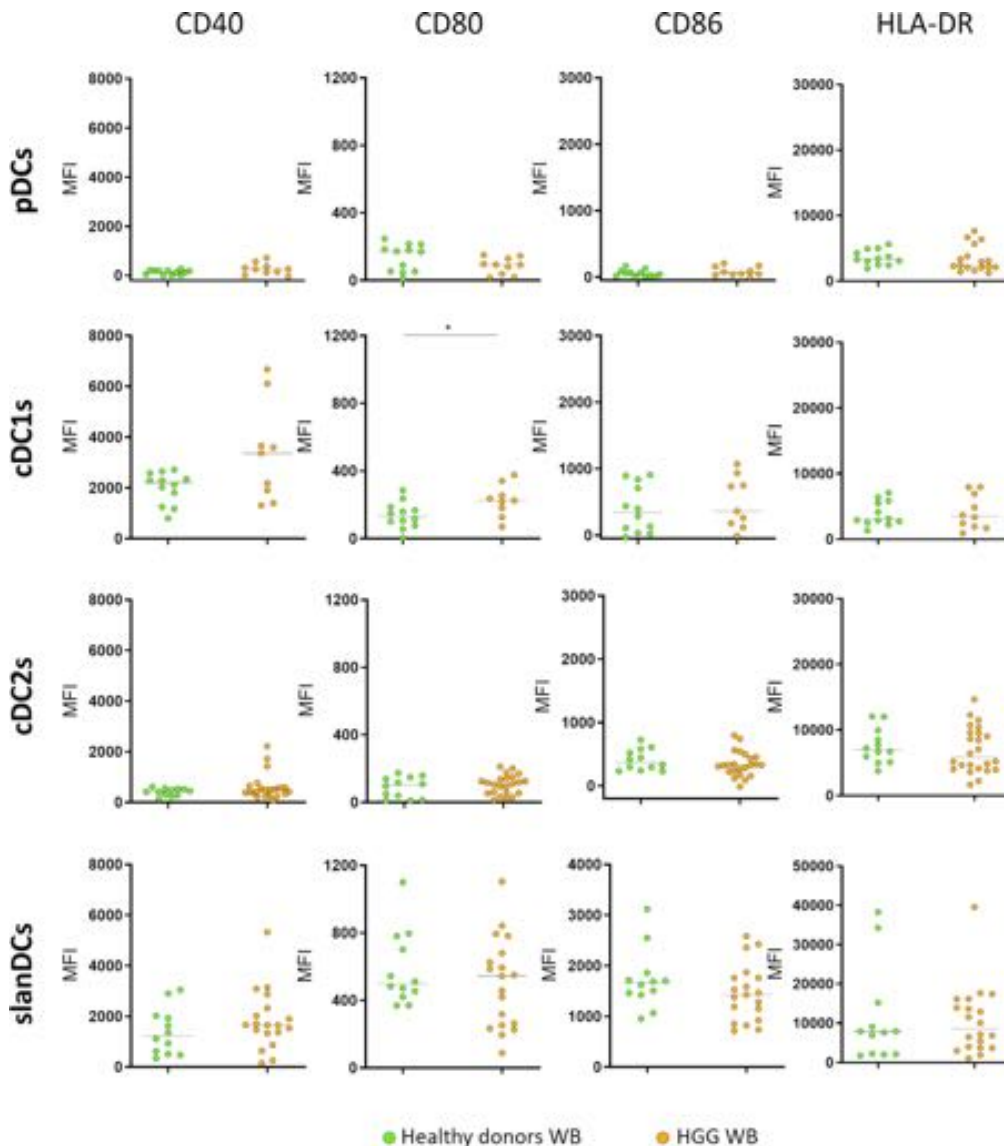 CD40 CD80 CD86 HLA-DR
pDCs
MFI 8000 6000 4000 2000 0
MFI 1200 800 400 0
MFI 3000 2000 1000 0
MFI 30000 20000 10000 0
cDC1s
MFI 8000 6000 4000 2000 0
MFI 1200 800 400 0 *
MFI 3000 2000 1000 0
MFI 30000 20000 10000 0
cDC2s
MFI 8000 6000 4000 2000 0
MFI 1200 800 400 0
MFI 3000 2000 1000 0
MFI 30000 20000 10000 0
slanDCs
MFI 8000 6000 4000 2000 0
MFI 1200 800 400 0
MFI 4000 3000 2000 1000 0
MFI 50000 40000 30000 20000 10000 0
Healthy donors WB HGG WB